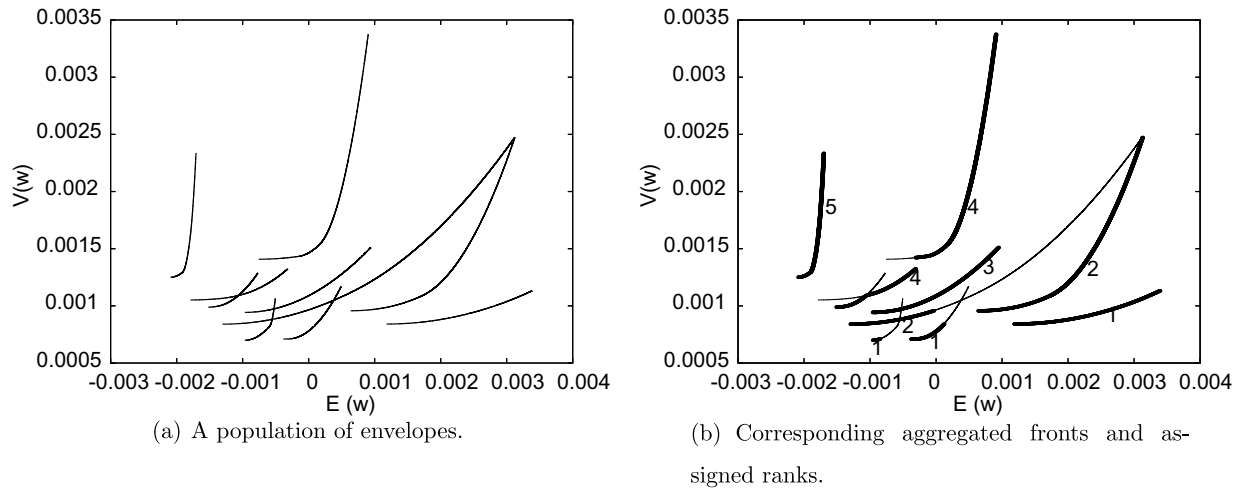 0.0035
0.003
0.0025
0.002
0.0015
0.001
0.0005
V(w)
-0.003 -0.002 -0.001 0 0.001 0.002 0.003 0.004
E (w)
(a) A population of envelopes.
0.0035
0.003
0.0025
0.002
0.0015
0.001
0.0005
V(w)
5
4
3
4
2
2
1
1
1
-0.003 -0.002 -0.001 0 0.001 0.002 0.003 0.004
E (w)
(b) Corresponding aggregated fronts and as-
signed ranks.